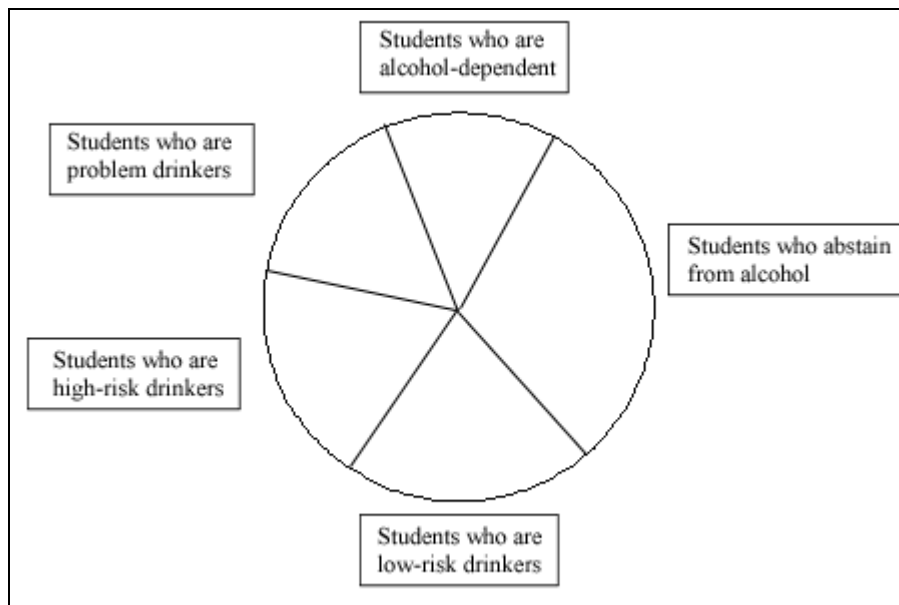 Students who are
alcohol-dependent
Students who are
problem drinkers
Students who abstain
from alcohol
Students who are
high-risk drinkers
Students who are
low-risk drinkers